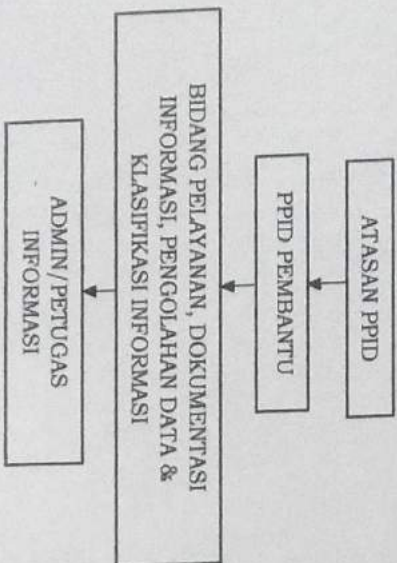 ATASAN PPID
PPID PEMBANTU
BIDANG PELAYANAN, DOKUMENTASI
INFORMASI, PENGOLAHAN DATA &
KLASIFIKASI INFORMASI
ADMIN/PETUGAS
INFORMASI